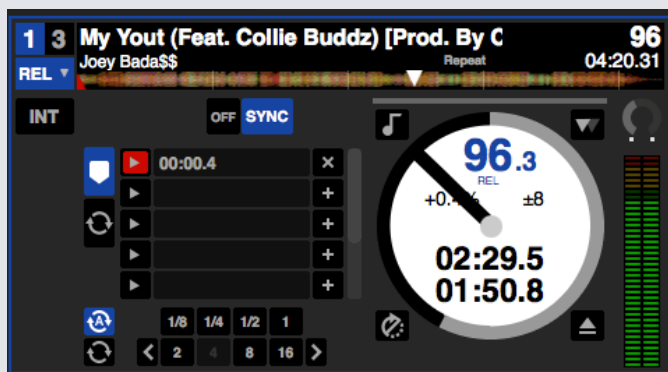 1 3 My Yout (Feat. Collie Buddz) [Prod. By C 96
REL Joey Bada$$ Repeat 04:20.31
INT OFF SYNC
96.3
REL
00:00.4
±8
02:29.5
01:50.8
A 1/8 1/4 1/2 1
2 4 8 16